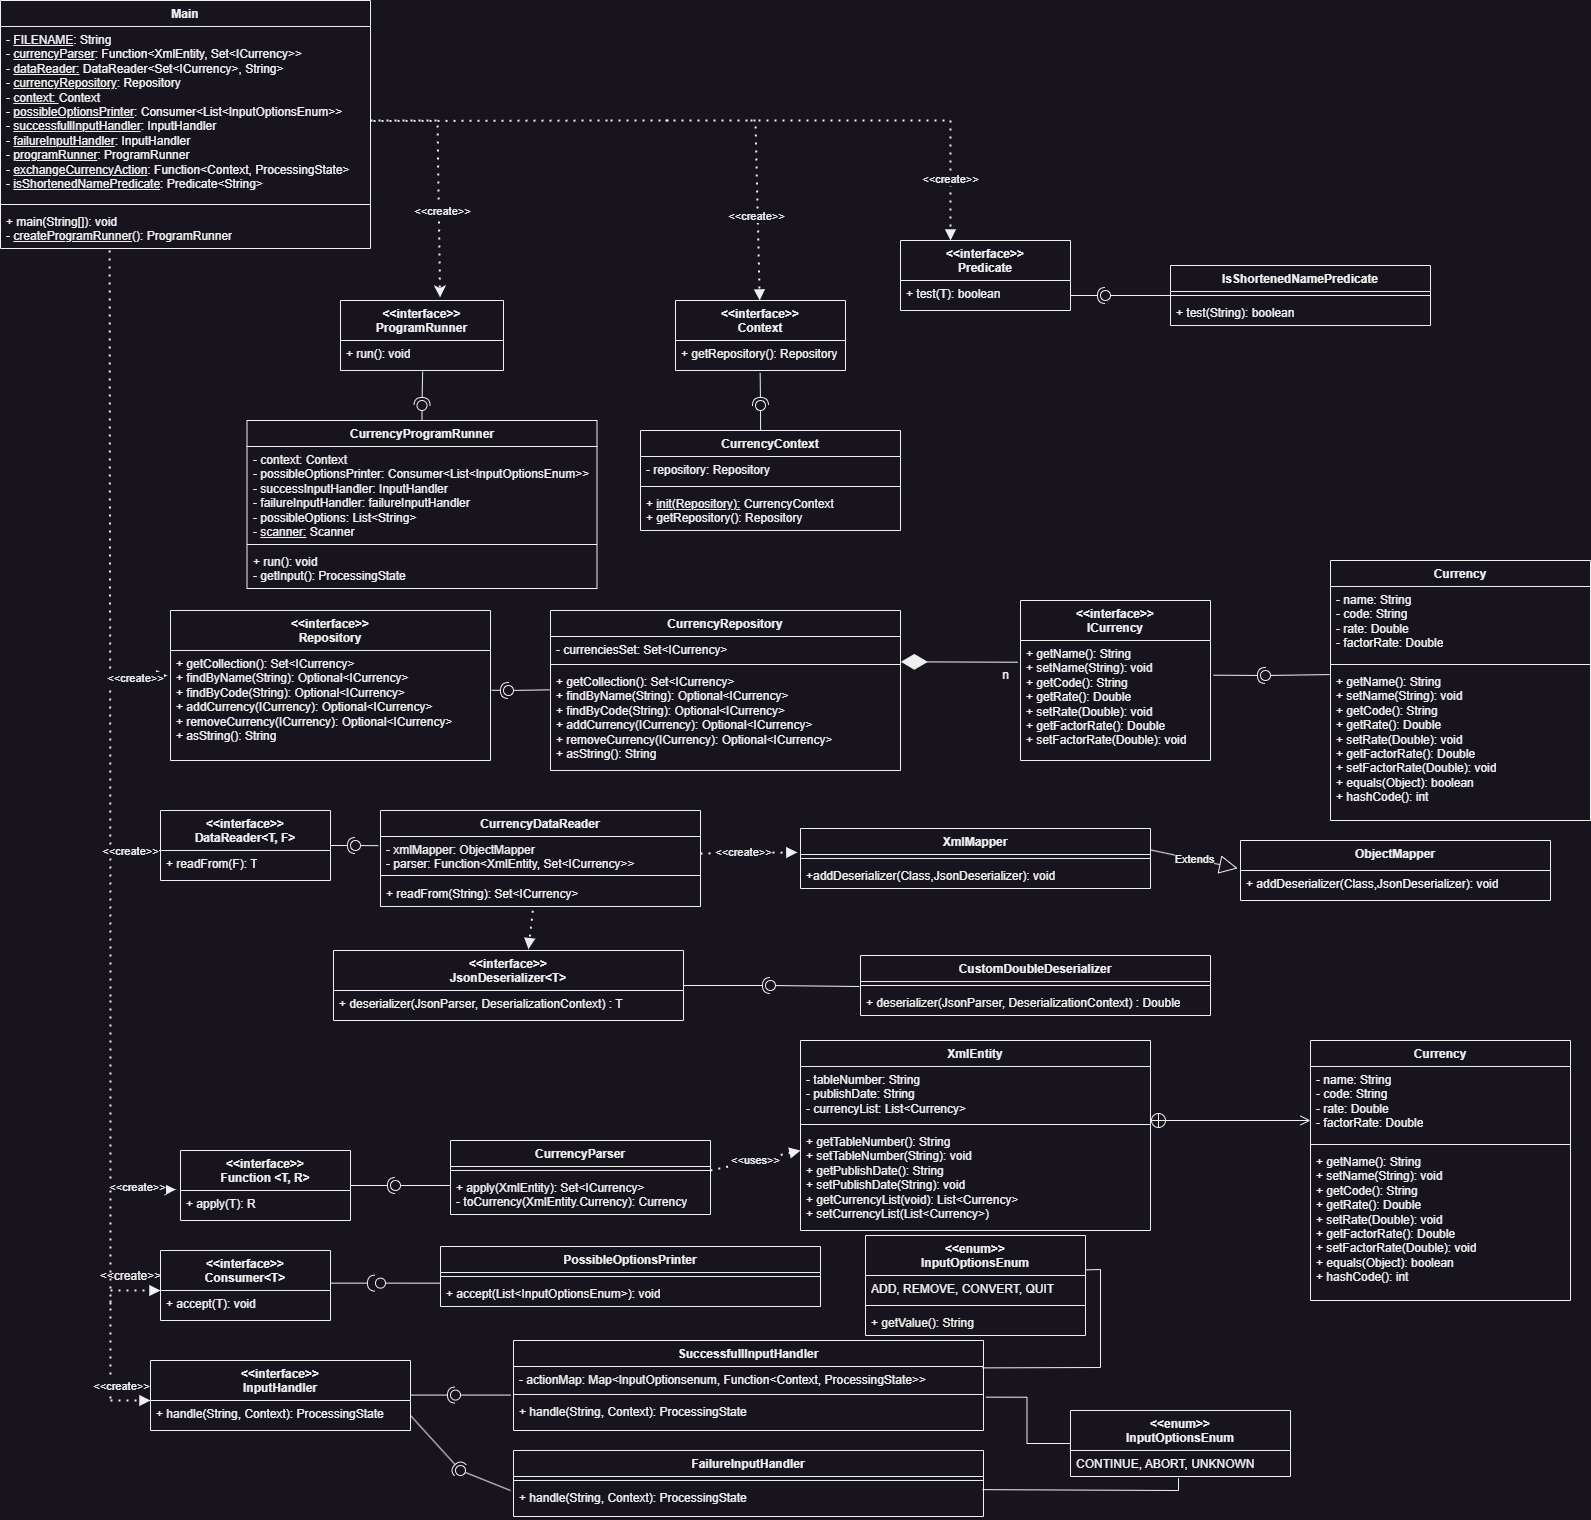 Main
- FILENAME: String
- currencyParser: Function<XmlEntity, Set<ICurrency>>
- dataReader: DataReader<Set<ICurrency>, String>
- currencyRepository: Repository
- context: Context
- possibleOptionsPrinter: Consumer<List<InputOptionsEnum>>
- successfullInputHandler: InputHandler
- failureInputHandler: InputHandler
- programRunner: ProgramRunner
- exchangeCurrencyAction: Function<Context, ProcessingState>
- isShortenedNamePredicate: Predicate<String>
+ main(String[]): void
- createProgramRunner(): ProgramRunner
<<create>>
<<create>>
<<create>>
<<interface>>
ProgramRunner
+ run(): void
<<interface>>
Context
+ getRepository(): Repository
<<interface>>
Predicate
+ test(T): boolean
IsShortenedNamePredicate
+ test(String): boolean
CurrencyProgramRunner
- context: Context
- possibleOptionsPrinter: Consumer<List<InputOptionsEnum>>
- successInputHandler: InputHandler
- failureInputHandler: failureInputHandler
- possibleOptions: List<String>
- scanner: Scanner
+ run(): void
- getInput(): ProcessingState
CurrencyContext
- repository: Repository
+ init(Repository): CurrencyContext
+ getRepository(): Repository
<<create>>
<<interface>>
Repository
+ getCollection(): Set<ICurrency>
+ findByName(String): Optional<ICurrency>
+ findByCode(String): Optional<ICurrency>
+ addCurrency(ICurrency): Optional<ICurrency>
+ removeCurrency(ICurrency): Optional<ICurrency>
+ asString(): String
CurrencyRepository
- currenciesSet: Set<ICurrency>
+ getCollection(): Set<ICurrency>
+ findByName(String): Optional<ICurrency>
+ findByCode(String): Optional<ICurrency>
+ addCurrency(ICurrency): Optional<ICurrency>
+ removeCurrency(ICurrency): Optional<ICurrency>
+ asString(): String
n
<<interface>>
ICurrency
+ getName(): String
+ setName(String): void
+ getCode(): String
+ getRate(): Double
+ setRate(Double): void
+ getFactorRate(): Double
+ setFactorRate(Double): void
Currency
- name: String
- code: String
- rate: Double
- factorRate: Double
+ getName(): String
+ setName(String): void
+ getCode(): String
+ getRate(): Double
+ setRate(Double): void
+ getFactorRate(): Double
+ setFactorRate(Double): void
+ equals(Object): boolean
+ hashCode(): int
<<create>>
<<interface>>
DataReader<T, F>
+ readFrom(F): T
CurrencyDataReader
- xmlMapper: ObjectMapper
- parser: Function<XmlEntity, Set<ICurrency>>
+ readFrom(String): Set<ICurrency>
<<create>>
XmlMapper
+addDeserializer(Class,JsonDeserializer): void
Extends
ObjectMapper
+ addDeserializer(Class,JsonDeserializer): void
<<interface>>
JsonDeserializer<T>
+ deserializer(JsonParser, DeserializationContext) : T
CustomDoubleDeserializer
+ deserializer(JsonParser, DeserializationContext) : Double
<<create>>
<<interface>>
Function <T, R>
+ apply(T): R
CurrencyParser
+ apply(XmlEntity): Set<ICurrency>
- toCurrency(XmlEntity.Currency): Currency
<<uses>>
XmlEntity
- tableNumber: String
- publishDate: String
- currencyList: List<Currency>
+ getTableNumber(): String
+ setTableNumber(String): void
+ getPublishDate(): String
+ setPublishDate(String): void
+ getCurrencyList(void): List<Currency>
+ setCurrencyList(List<Currency>)
Currency
- name: String
- code: String
- rate: Double
- factorRate: Double
+ getName(): String
+ setName(String): void
+ getCode(): String
+ getRate(): Double
+ setRate(Double): void
+ getFactorRate(): Double
+ setFactorRate(Double): void
+ equals(Object): boolean
+ hashCode(): int
<<create>>
<<interface>>
Consumer<T>
+ accept(T): void
PossibleOptionsPrinter
+ accept(List<InputOptionsEnum>): void
<<enum>>
InputOptionsEnum
ADD, REMOVE, CONVERT, QUIT
+ getValue(): String
<<create>>
<<interface>>
InputHandler
+ handle(String, Context): ProcessingState
SuccessfullInputHandler
- actionMap: Map<InputOptionsenum, Function<Context, ProcessingState>>
+ handle(String, Context): ProcessingState
FailureInputHandler
+ handle(String, Context): ProcessingState
<<enum>>
InputOptionsEnum
CONTINUE, ABORT, UNKNOWN